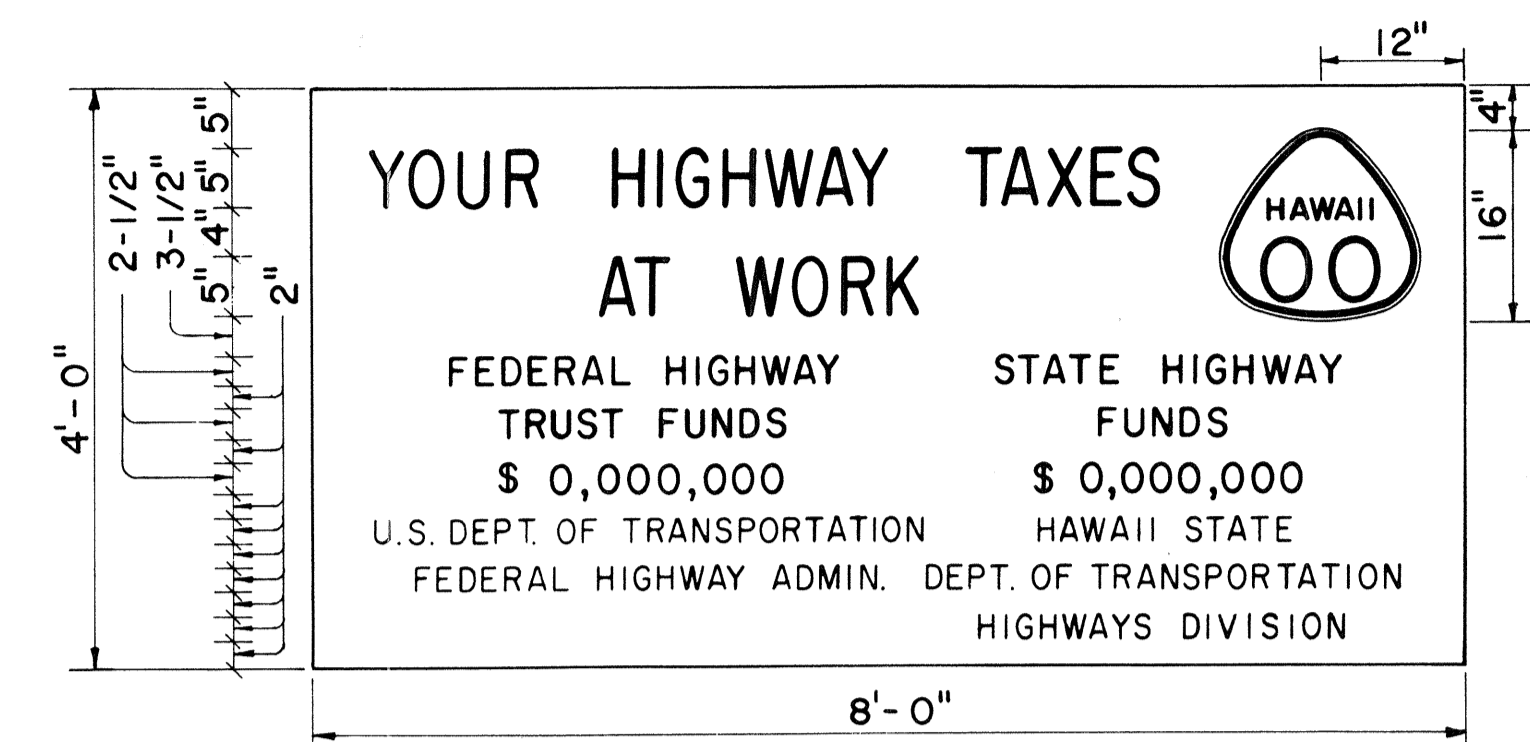 12"
4"
16"
5"
5"
4"
5"
2-1/2"
3-1/2"
2"
4'-0"
YOUR HIGHWAY TAXES
AT WORK
HAWAII
00
FEDERAL HIGHWAY
TRUST FUNDS
$ 0,000,000
U.S. DEPT. OF TRANSPORTATION
FEDERAL HIGHWAY ADMIN.
STATE HIGHWAY
FUNDS
$ 0,000,000
HAWAII STATE
DEPT. OF TRANSPORTATION
HIGHWAYS DIVISION
8'-0"